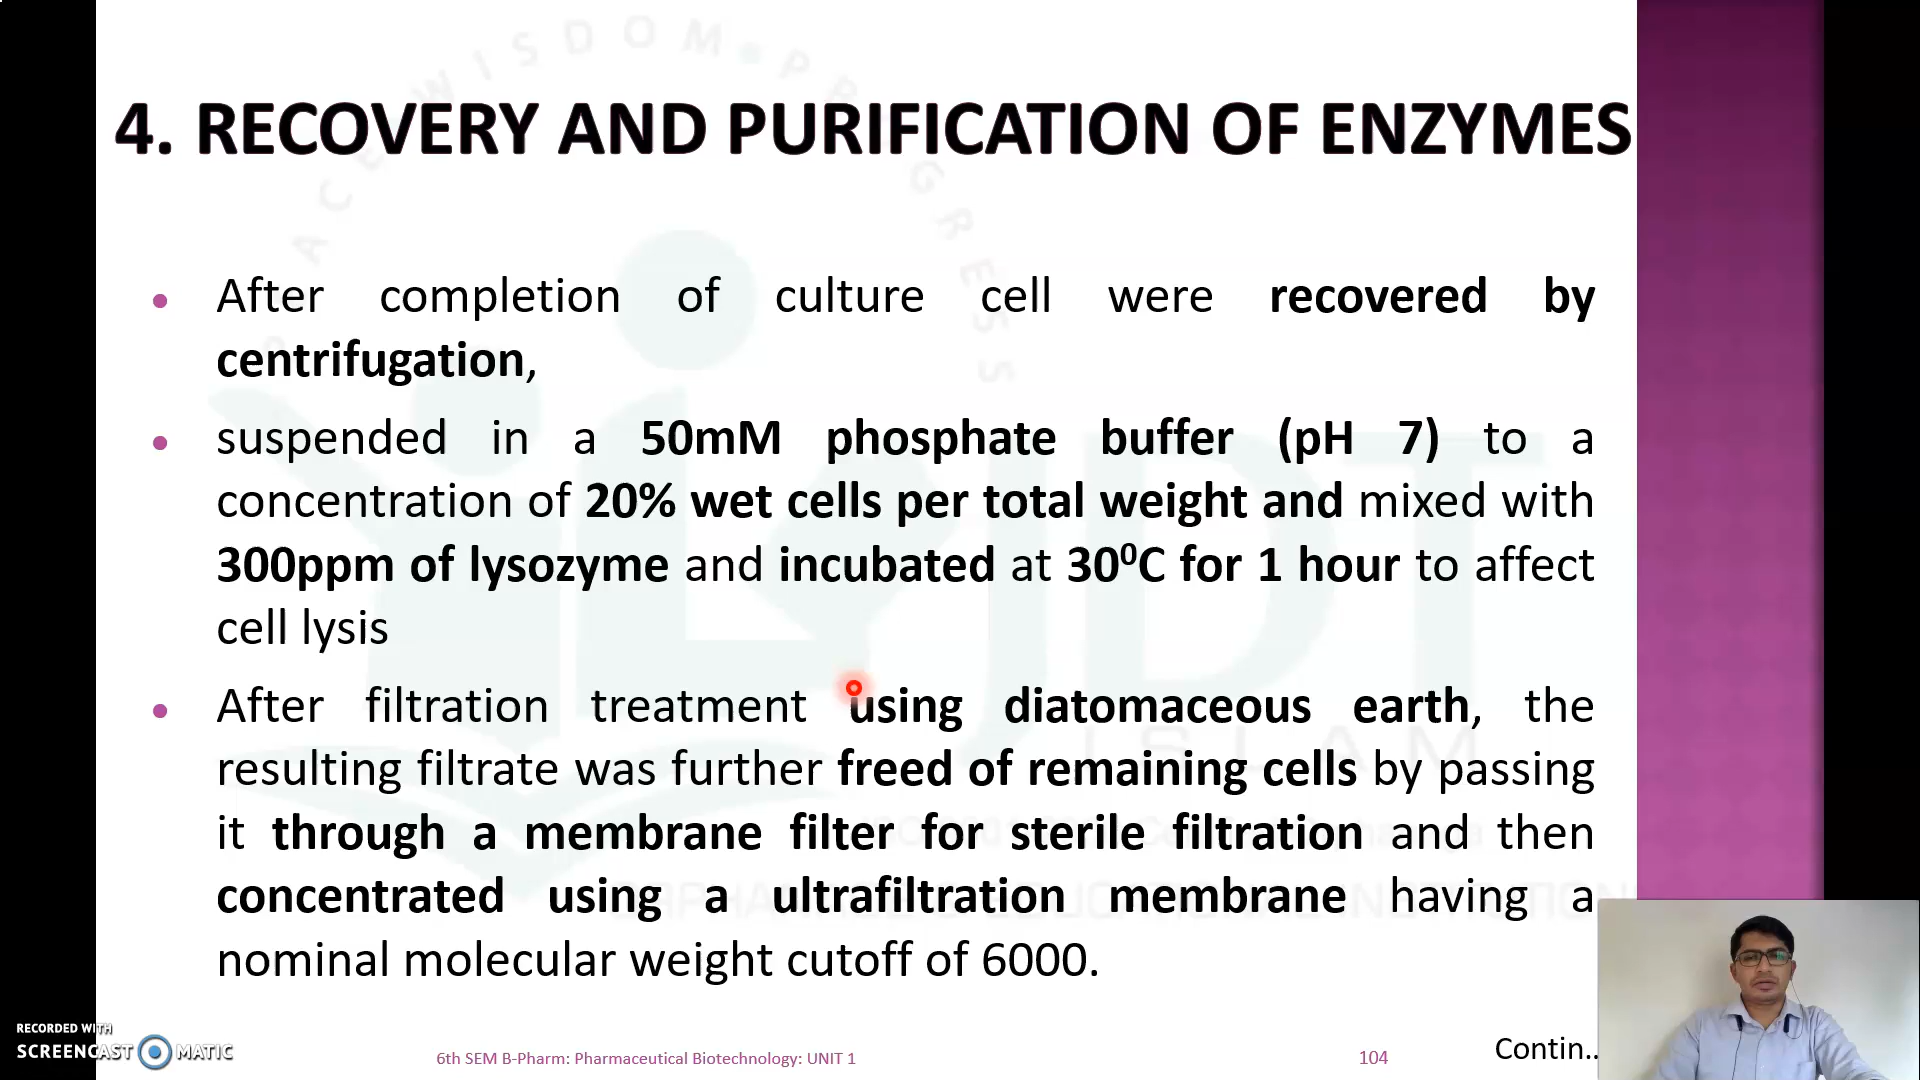 WISDOM • PROGRESS
4. RECOVERY AND PURIFICATION OF ENZYMES
• After completion of culture cell were recovered by
centrifugation,
• suspended in a 50mM phosphate buffer (pH 7) to a
concentration of 20% wet cells per total weight and mixed with
300ppm of lysozyme and incubated at 30⁰C for 1 hour to affect
cell lysis
• After filtration treatment using diatomaceous earth, the
resulting filtrate was further freed of remaining cells by passing
it through a membrane filter for sterile filtration and then
concentrated using a ultrafiltration membrane having a
nominal molecular weight cutoff of 6000.
JDT
ISLAM
Contin..
RECORDED WITH
SCREENCAST MATIC
6th SEM B-Pharm: Pharmaceutical Biotechnology: UNIT 1
104